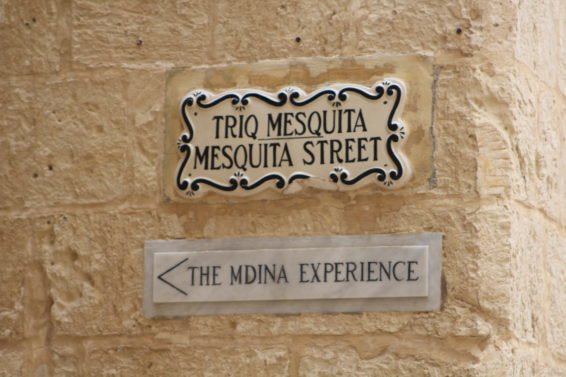 TRIQ MESQUITA
MESQUITA STREET
< THE MDINA EXPERIENCE